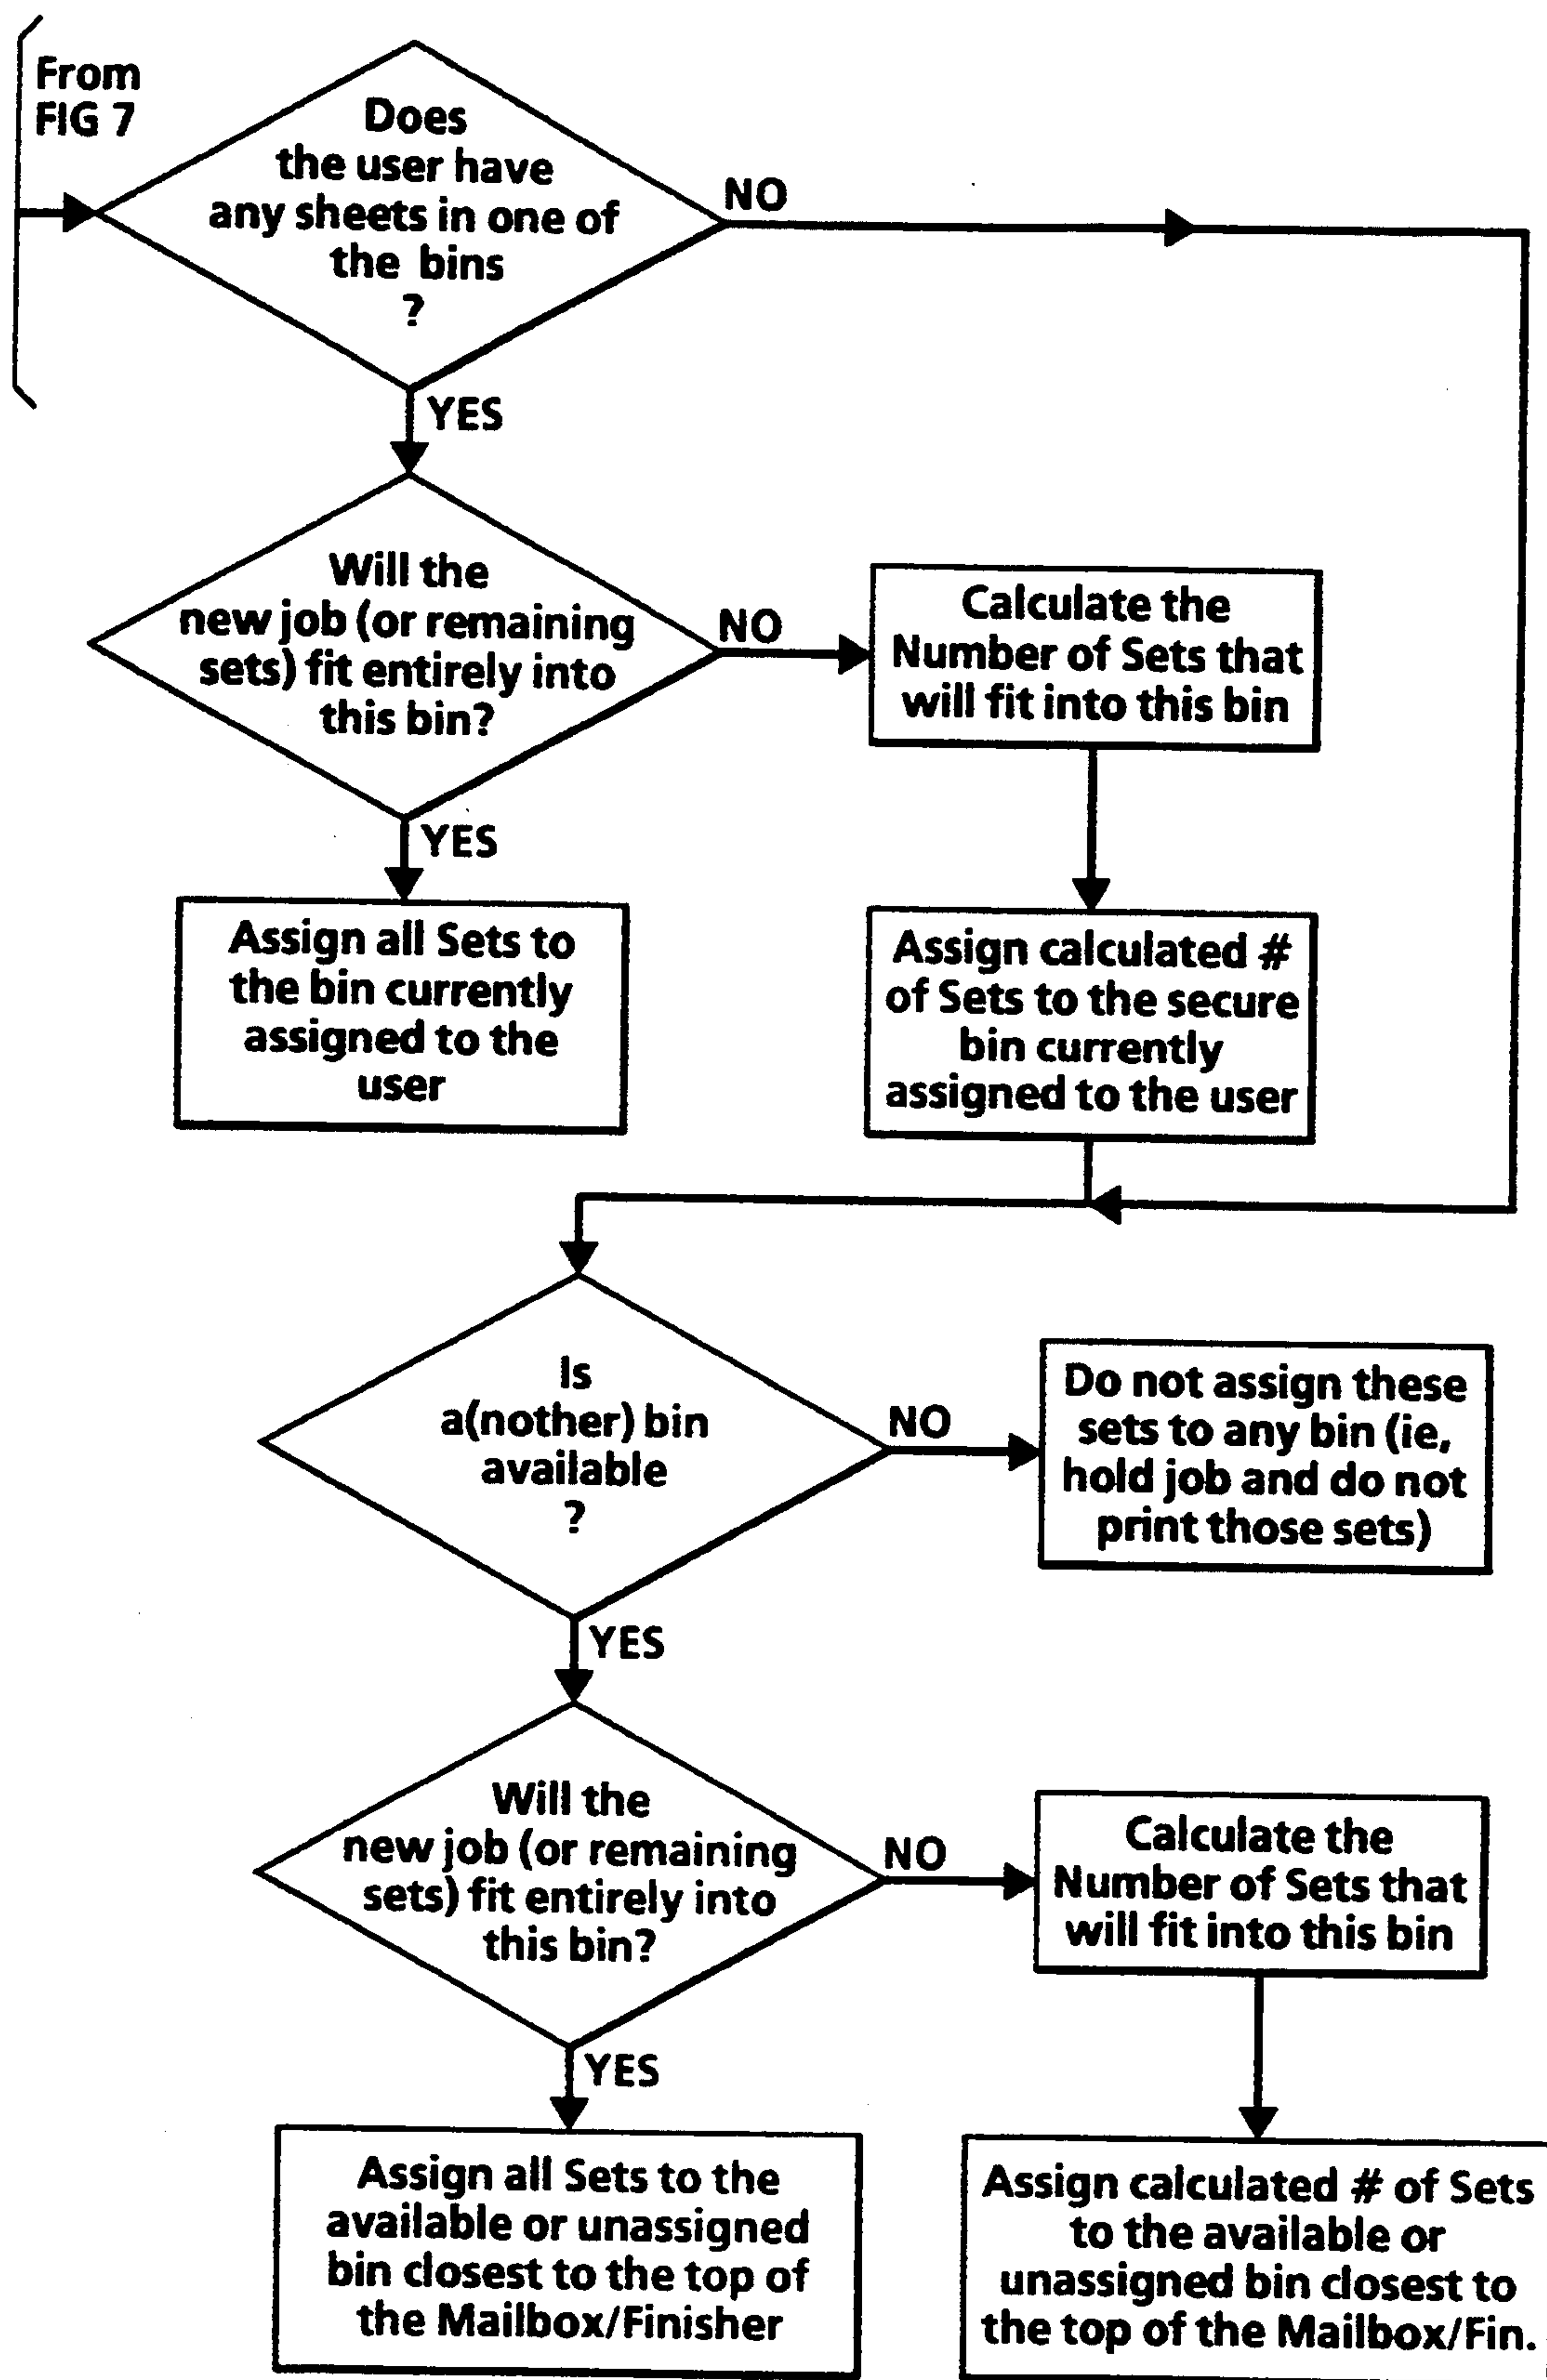 From
FIG 7
Does
the user have
any sheets in one of
the bins
?
NO
YES
Will the
new job (or remaining
sets) fit entirely into
this bin?
NO
Calculate the
Number of Sets that
will fit into this bin
YES
Assign all Sets to
the bin currently
assigned to the
user
Assign calculated #
of Sets to the secure
bin currently
assigned to the user
Is
a(nother) bin
available
?
NO
Do not assign these
sets to any bin (ie,
hold job and do not
print those sets)
YES
Will the
new job (or remaining
sets) fit entirely into
this bin?
NO
Calculate the
Number of Sets that
will fit into this bin
YES
Assign all Sets to the
available or unassigned
bin closest to the top of
the Mailbox/Finisher
Assign calculated # of Sets
to the available or
unassigned bin closest to
the top of the Mailbox/Fin.